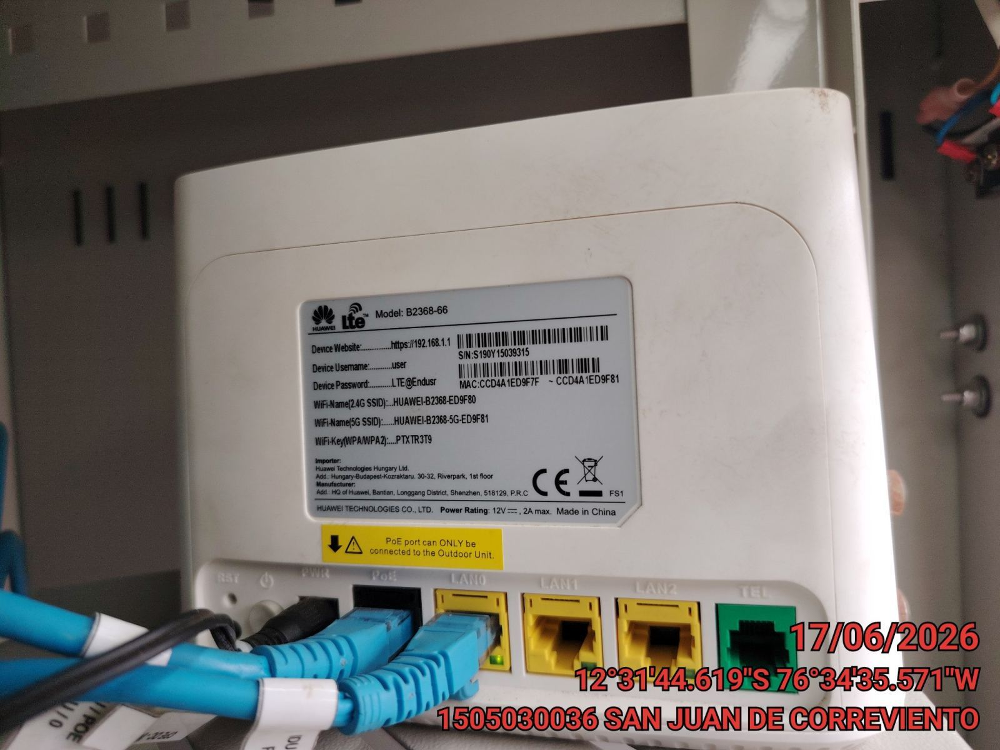 HUAWEI
Lte™
Model: B2368-66
Device Website:..............https://192.168.1.1
S/N:S190Y15039315
Device Username:...........user
Device Password:...........LTE@Endusr
MAC:CCD4A1ED9F7F ~ CCD4A1ED9F81
WiFi-Name(2.4G SSID):...HUAWEI-B2368-ED9F80
WiFi-Name(5G SSID):......HUAWEI-B2368-5G-ED9F81
WiFi-Key(WPA/WPA2):....PTXTR3T9
Importer:
Huawei Technologies Hungary Ltd.
Add.: Hungary-Budapest-Kozraktaru. 30-32, Riverpark, 1st floor
Manufacturer:
Add.: HQ of Huawei, Bantian, Longgang District, Shenzhen, 518129, P.R.C
CE
FS1
HUAWEI TECHNOLOGIES CO., LTD. Power Rating: 12V⎓, 2A max. Made in China
PoE port can ONLY be
connected to the Outdoor Unit.
RST PWR PoE LAN0 LAN1 LAN2 TEL
17/06/2026
12°31'44.619"S 76°34'35.571"W
1505030036 SAN JUAN DE CORREVIENTO
/ POE
U / 0
DU